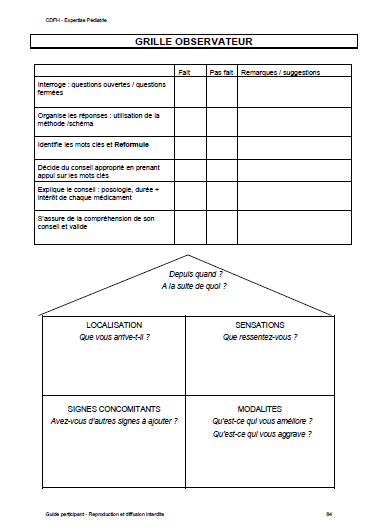 CDFH - Expertise Pédiatrie
GRILLE OBSERVATEUR
Fait
Pas fait
Remarques / suggestions
Interroge : questions ouvertes / questions
fermées
Organise les réponses : utilisation de la
méthode /schéma
Identifie les mots clés et Reformule
Décide du conseil approprié en prenant
appui sur les mots clés
Explique le conseil : posologie, durée +
intérêt de chaque médicament
S'assure de la compréhension de son
conseil et valide
Depuis quand ?
A la suite de quoi ?
LOCALISATION
Que vous arrive-t-il ?
SENSATIONS
Que ressentez-vous ?
SIGNES CONCOMITANTS
Avez-vous d'autres signes à ajouter ?
MODALITES
Qu'est-ce qui vous améliore ?
Qu'est-ce qui vous aggrave ?
Guide participant - Reproduction et diffusion interdite
64